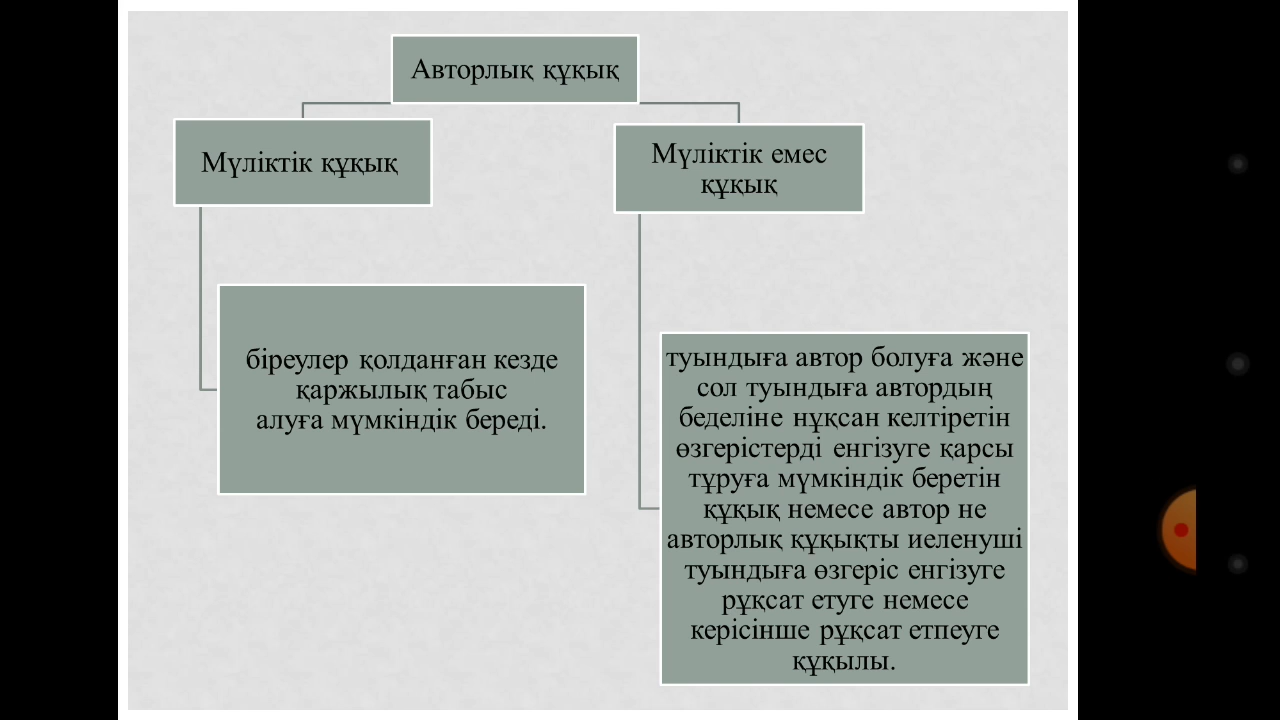 Авторлық құқық
Мүліктік құқық
Мүліктік емес
құқық
біреулер қолданған кезде
қаржылық табыс
алуға мүмкіндік береді.
туындыға автор болуға және
сол туындыға автордың
беделіне нұқсан келтіретін
өзгерістерді енгізуге қарсы
тұруға мүмкіндік беретін
құқық немесе автор не
авторлық құқықты иеленуші
туындыға өзгеріс енгізуге
рұқсат етуге немесе
керісінше рұқсат етпеуге
құқылы.